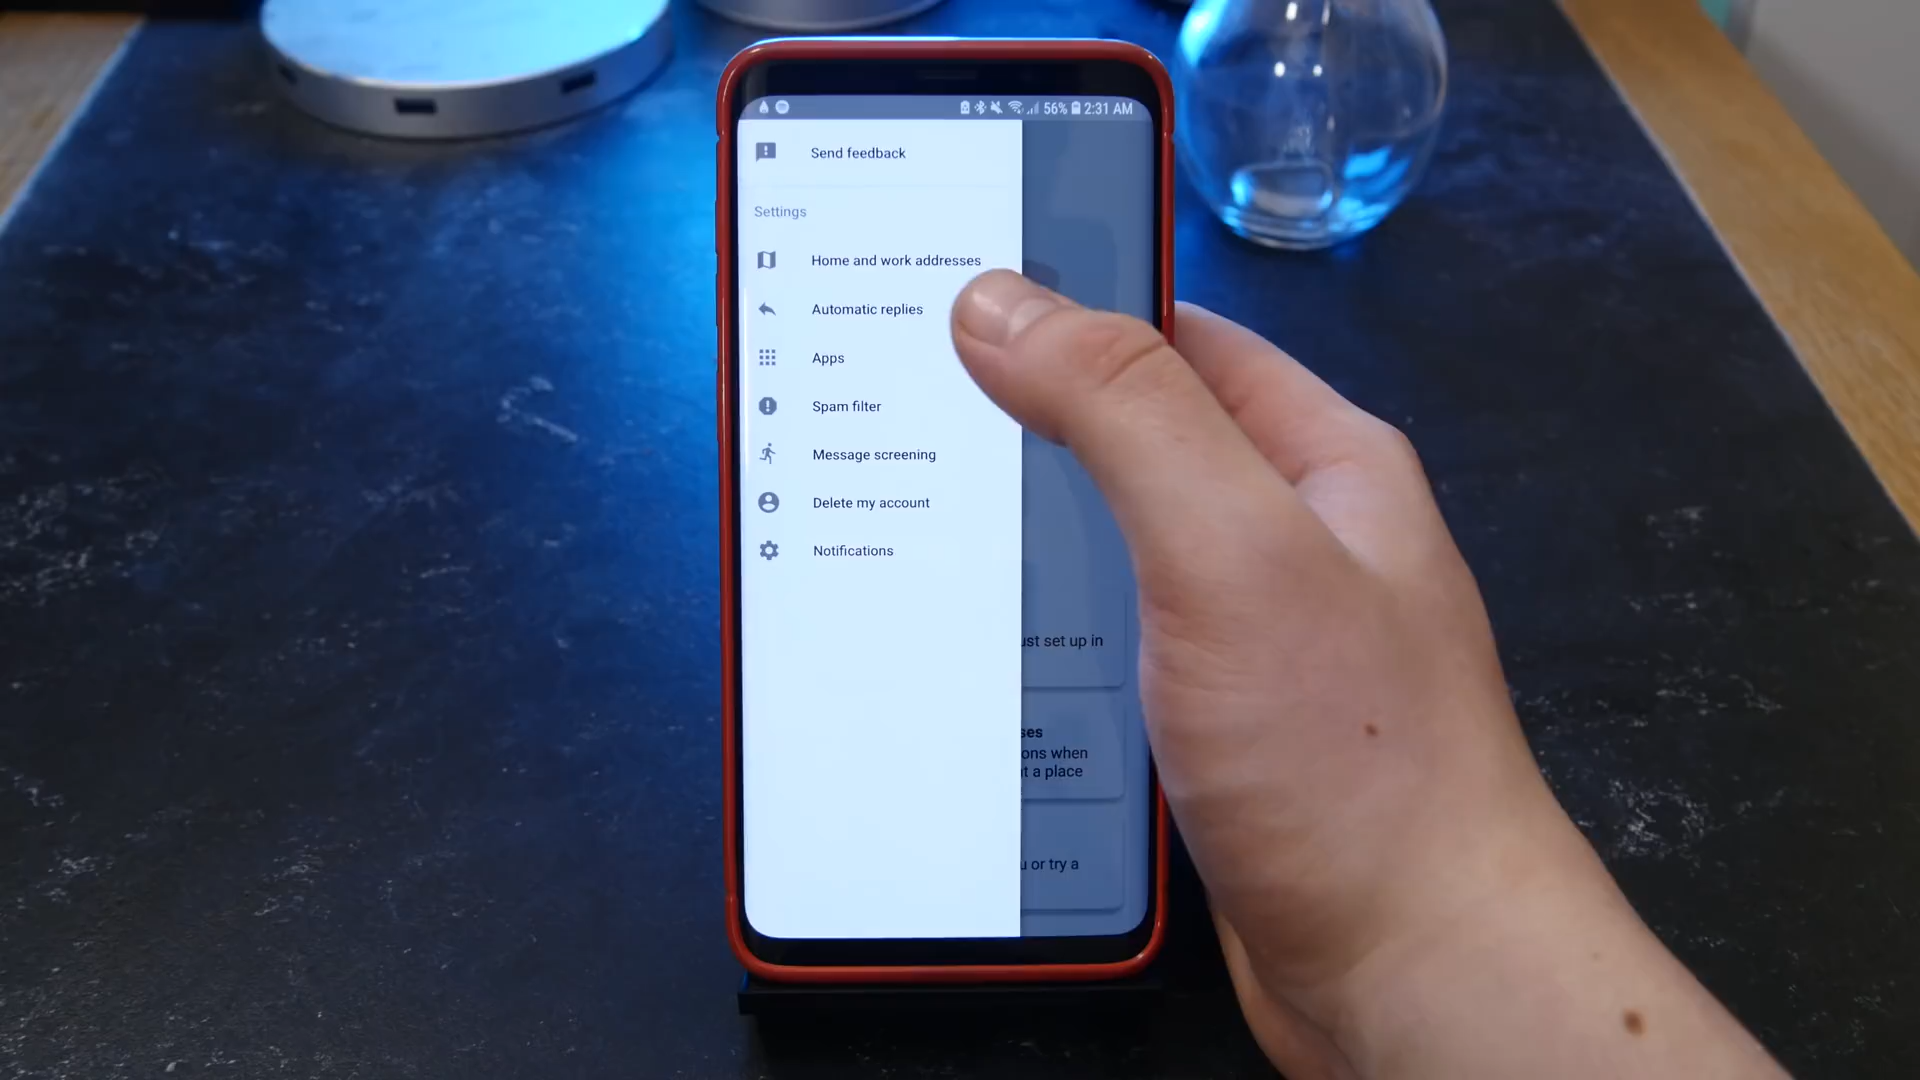 56% 2:31 AM
Send feedback
Settings
Home and work addresses
Automatic replies
Apps
Spam filter
Message screening
Delete my account
Notifications
ust set up in
ses
ons when
t a place
u or try a